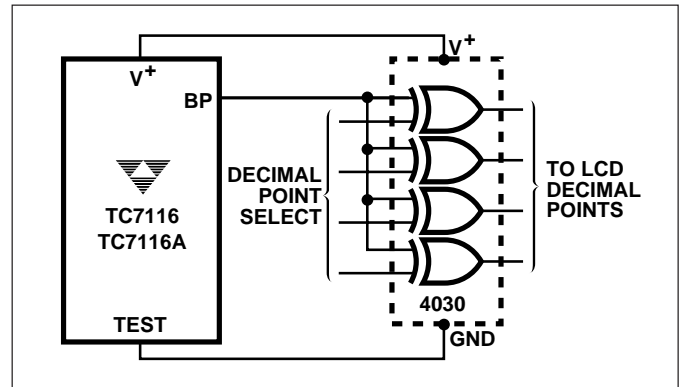 V+
V+
BP
DECIMAL
POINT
SELECT
TO LCD
DECIMAL
POINTS
TC7116
TC7116A
4030
TEST
GND